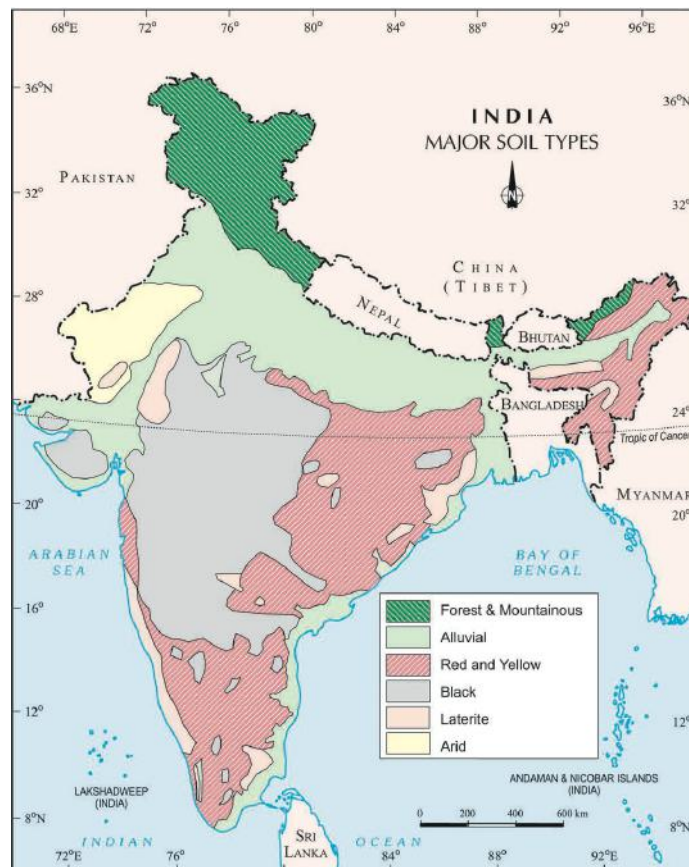 68°E
72°
76°
80°
84°
88°
92°
96°
36°N
36°N
INDIA
MAJOR SOIL TYPES
N
PAKISTAN
32°
32°
CHINA
(TIBET)
28°
28°
NEPAL
BHUTAN
BANGLADESH
24°
24°
Tropic of Cancer
MYANMAR
20°
20°
ARABIAN
SEA
BAY OF
BENGAL
16°
16°
Forest & Mountainous
Alluvial
Red and Yellow
Black
Laterite
Arid
12°
12°
LAKSHADWEEP
(INDIA)
ANDAMAN & NICOBAR ISLANDS
(INDIA)
0 200 400 600 km
8°N
8°N
INDIAN
OCEAN
SRI
LANKA
72°E
76°
84°
88°
92°E